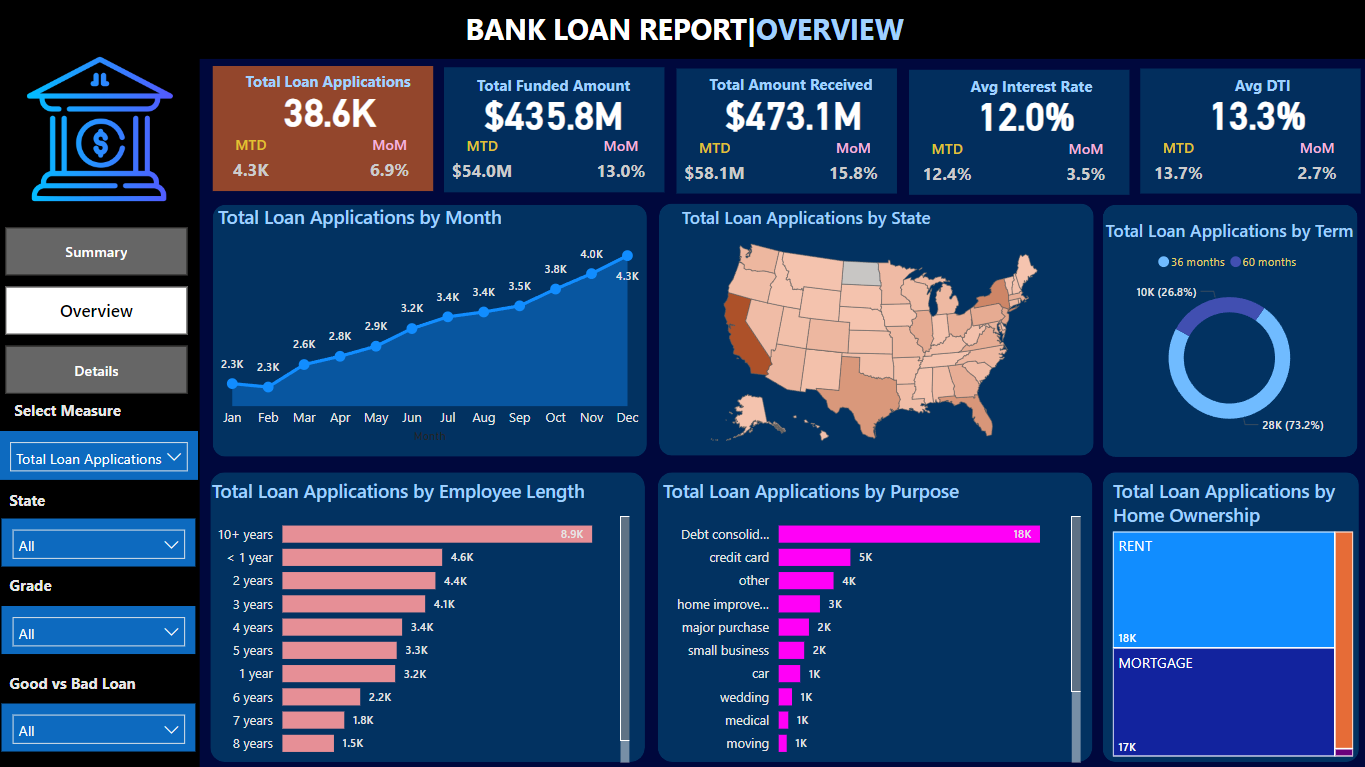 BANK LOAN REPORT|OVERVIEW
Total Loan Applications
38.6K
MTD MoM
4.3K 6.9%
Total Funded Amount
$435.8M
MTD MoM
$54.0M 13.0%
Total Amount Received
$473.1M
MTD MoM
$58.1M 15.8%
Avg Interest Rate
12.0%
MTD MoM
12.4% 3.5%
Avg DTI
13.3%
MTD MoM
13.7% 2.7%
Summary
Overview
Details
Select Measure
Total Loan Applications
State
All
Grade
All
Good vs Bad Loan
All
Total Loan Applications by Month
2.3K 2.3K 2.6K 2.8K 2.9K 3.2K 3.4K 3.4K 3.5K 3.8K 4.0K 4.3K
Jan Feb Mar Apr May Jun Jul Aug Sep Oct Nov Dec
Month
Total Loan Applications by State
Total Loan Applications by Term
36 months 60 months
10K (26.8%)
28K (73.2%)
Total Loan Applications by Employee Length
10+ years 8.9K
< 1 year 4.6K
2 years 4.4K
3 years 4.1K
4 years 3.4K
5 years 3.3K
1 year 3.2K
6 years 2.2K
7 years 1.8K
8 years 1.5K
Total Loan Applications by Purpose
Debt consolid... 18K
credit card 5K
other 4K
home improve... 3K
major purchase 2K
small business 2K
car 1K
wedding 1K
medical 1K
moving 1K
Total Loan Applications by
Home Ownership
RENT
18K
MORTGAGE
17K